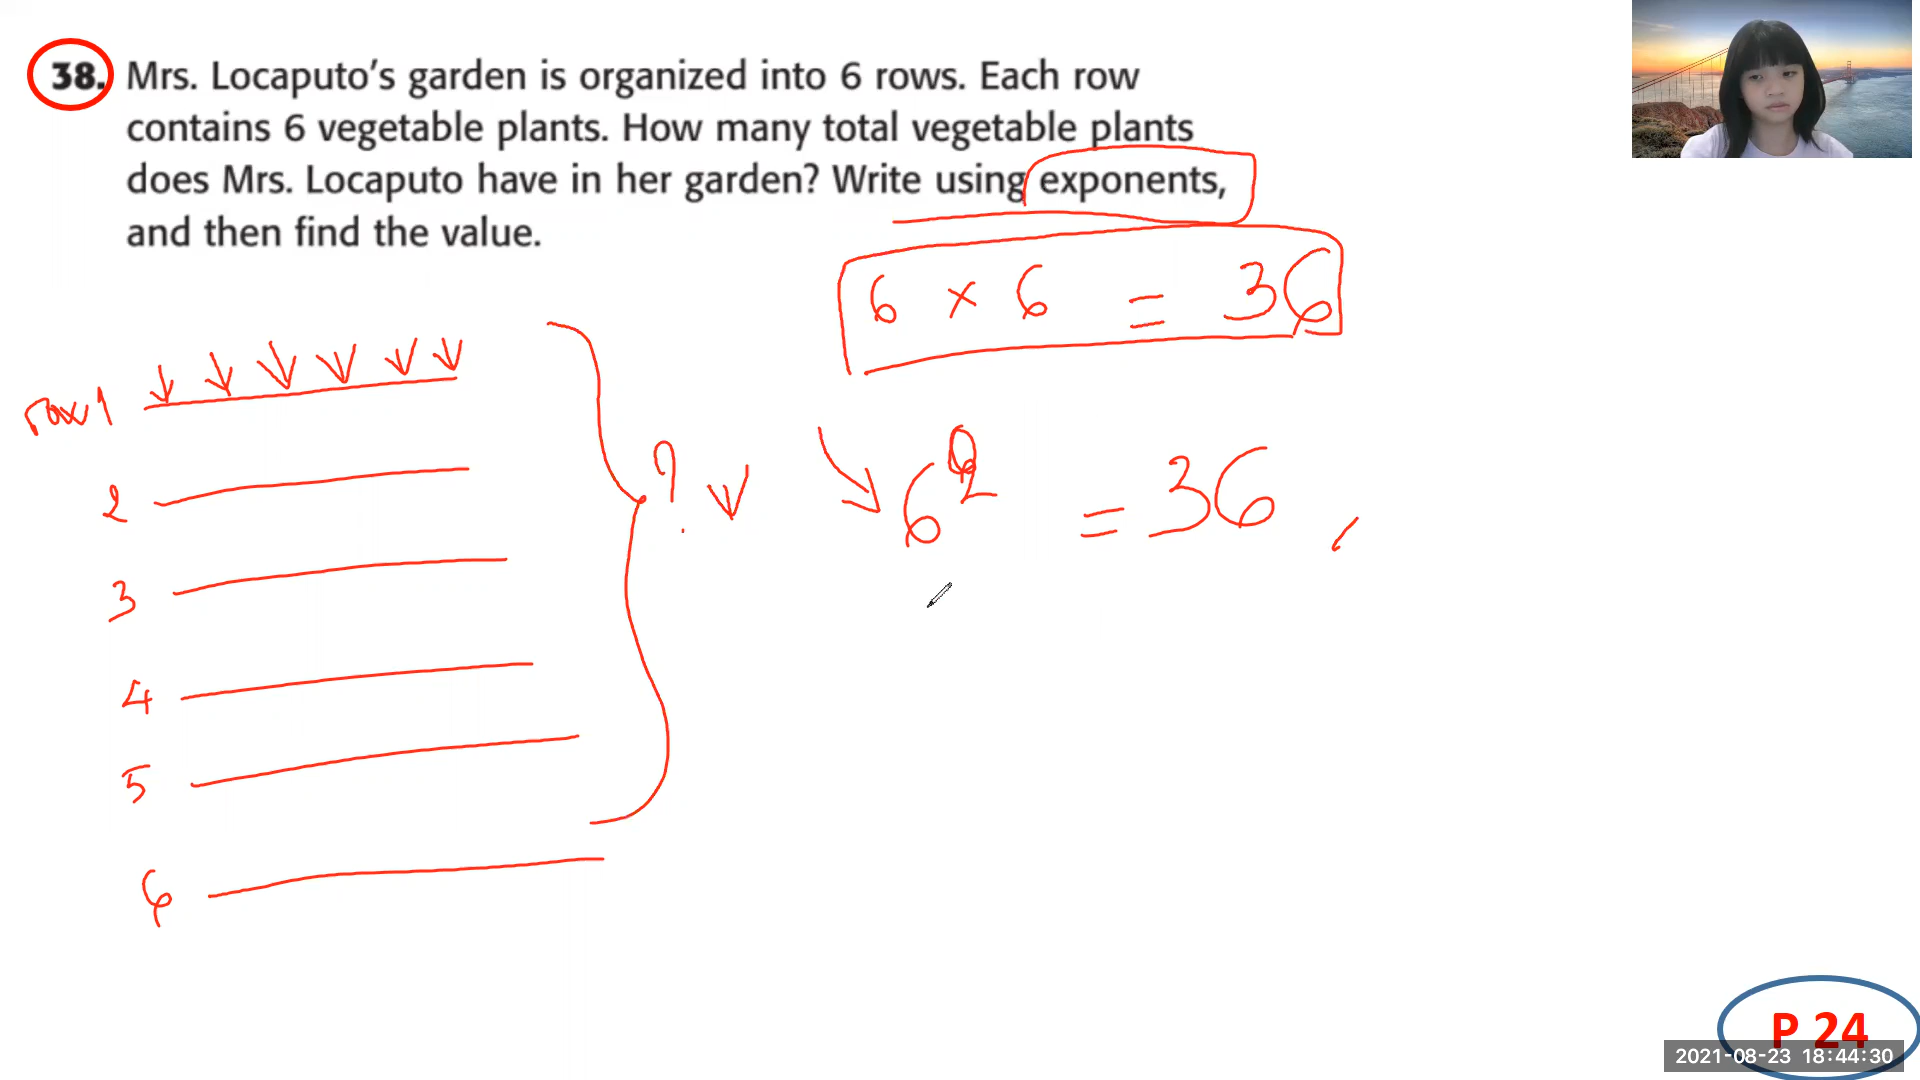 38. Mrs. Locaputo's garden is organized into 6 rows. Each row
contains 6 vegetable plants. How many total vegetable plants
does Mrs. Locaputo have in her garden? Write using exponents,
and then find the value.
6 × 6 = 36
row 1
2
3
4
5
6
?
6² = 36
P 24
2021-08-23 18:44:30